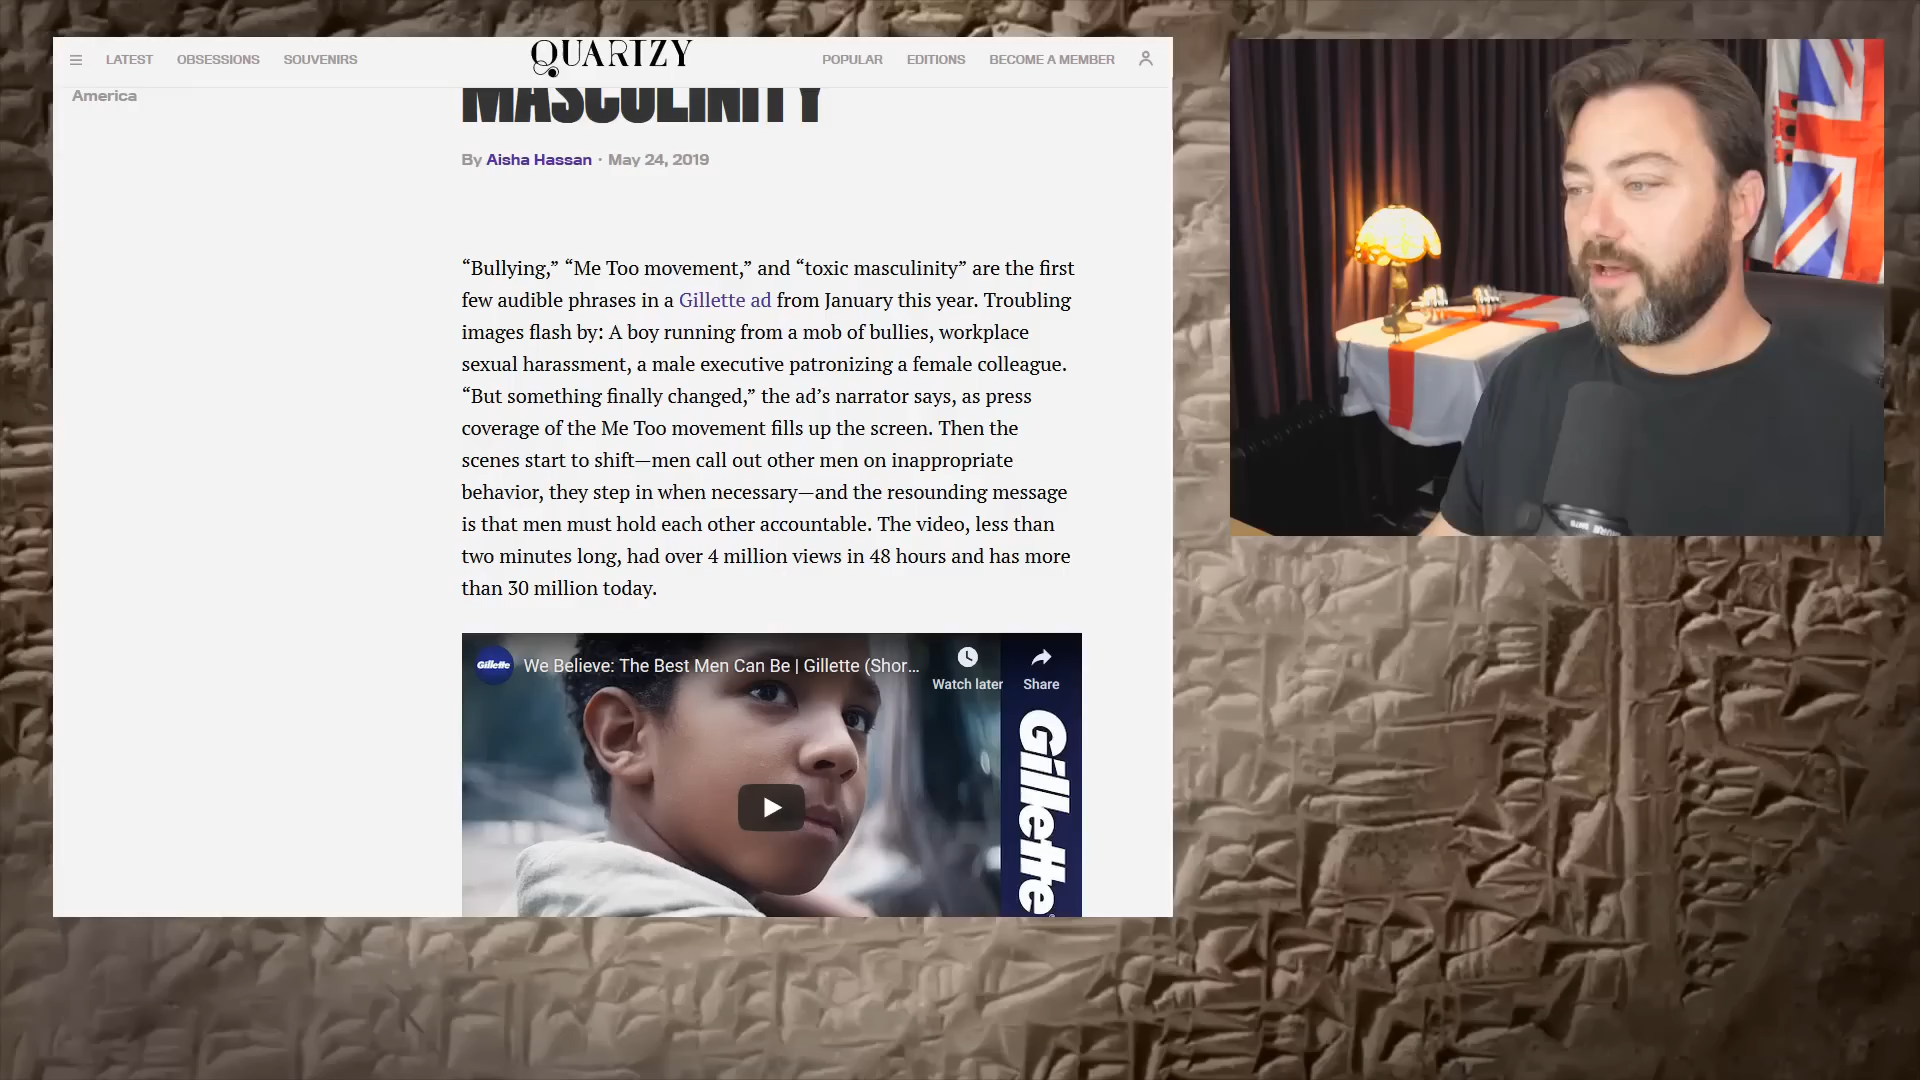 LATEST OBSESSIONS SOUVENIRS QUARTZY POPULAR EDITIONS BECOME A MEMBER
America
MASCULINITY
By Aisha Hassan · May 24, 2019
“Bullying,” “Me Too movement,” and “toxic masculinity” are the first
few audible phrases in a Gillette ad from January this year. Troubling
images flash by: A boy running from a mob of bullies, workplace
sexual harassment, a male executive patronizing a female colleague.
“But something finally changed,” the ad’s narrator says, as press
coverage of the Me Too movement fills up the screen. Then the
scenes start to shift—men call out other men on inappropriate
behavior, they step in when necessary—and the resounding message
is that men must hold each other accountable. The video, less than
two minutes long, had over 4 million views in 48 hours and has more
than 30 million today.
Gillette We Believe: The Best Men Can Be | Gillette (Shor...
Watch later Share
Gillette